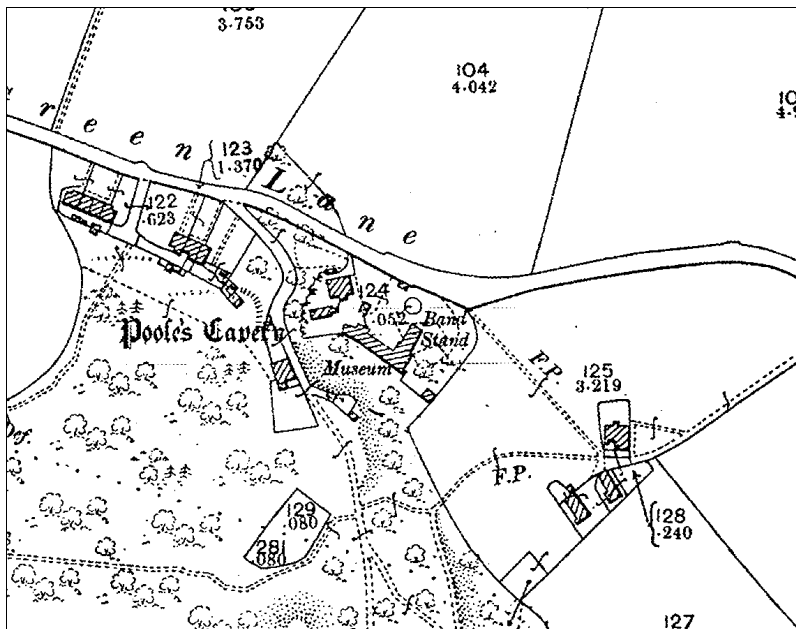 3.753
104
4.042
r e e n L a n e
123
1.370
122
.623
124
.052
Band
Stand
Poole's Cavern
Museum
F.P.
125
3.219
F.P.
Def.
129
.080
281
.080
128
.240
127